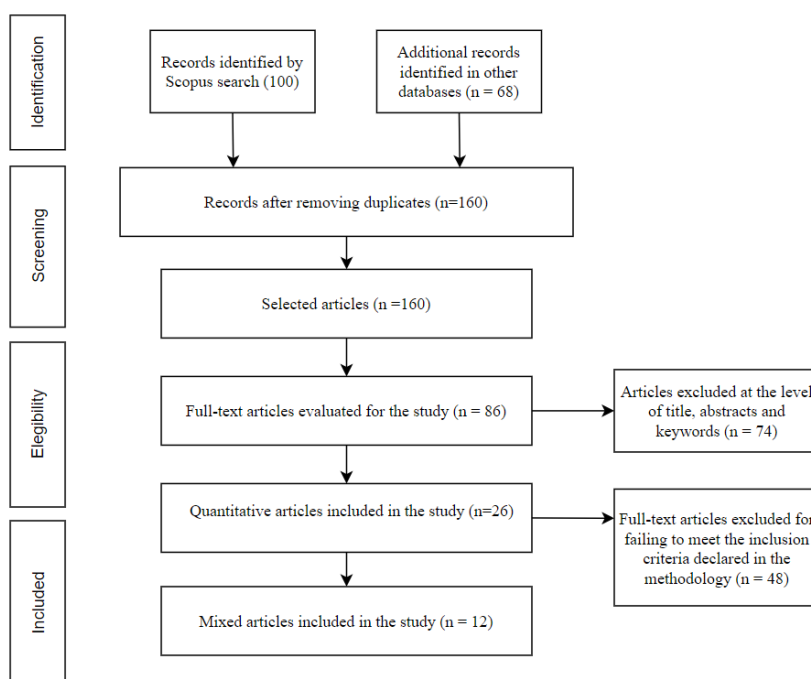 Identification
Records identified by
Scopus search (100)
Additional records
identified in other
databases (n = 68)
Screening
Records after removing duplicates (n=160)
Selected articles (n =160)
Elegibility
Full-text articles evaluated for the study (n = 86)
Articles excluded at the level
of title, abstracts and
keywords (n = 74)
Quantitative articles included in the study (n=26)
Full-text articles excluded for
failing to meet the inclusion
criteria declared in the
methodology (n = 48)
Included
Mixed articles included in the study (n = 12)